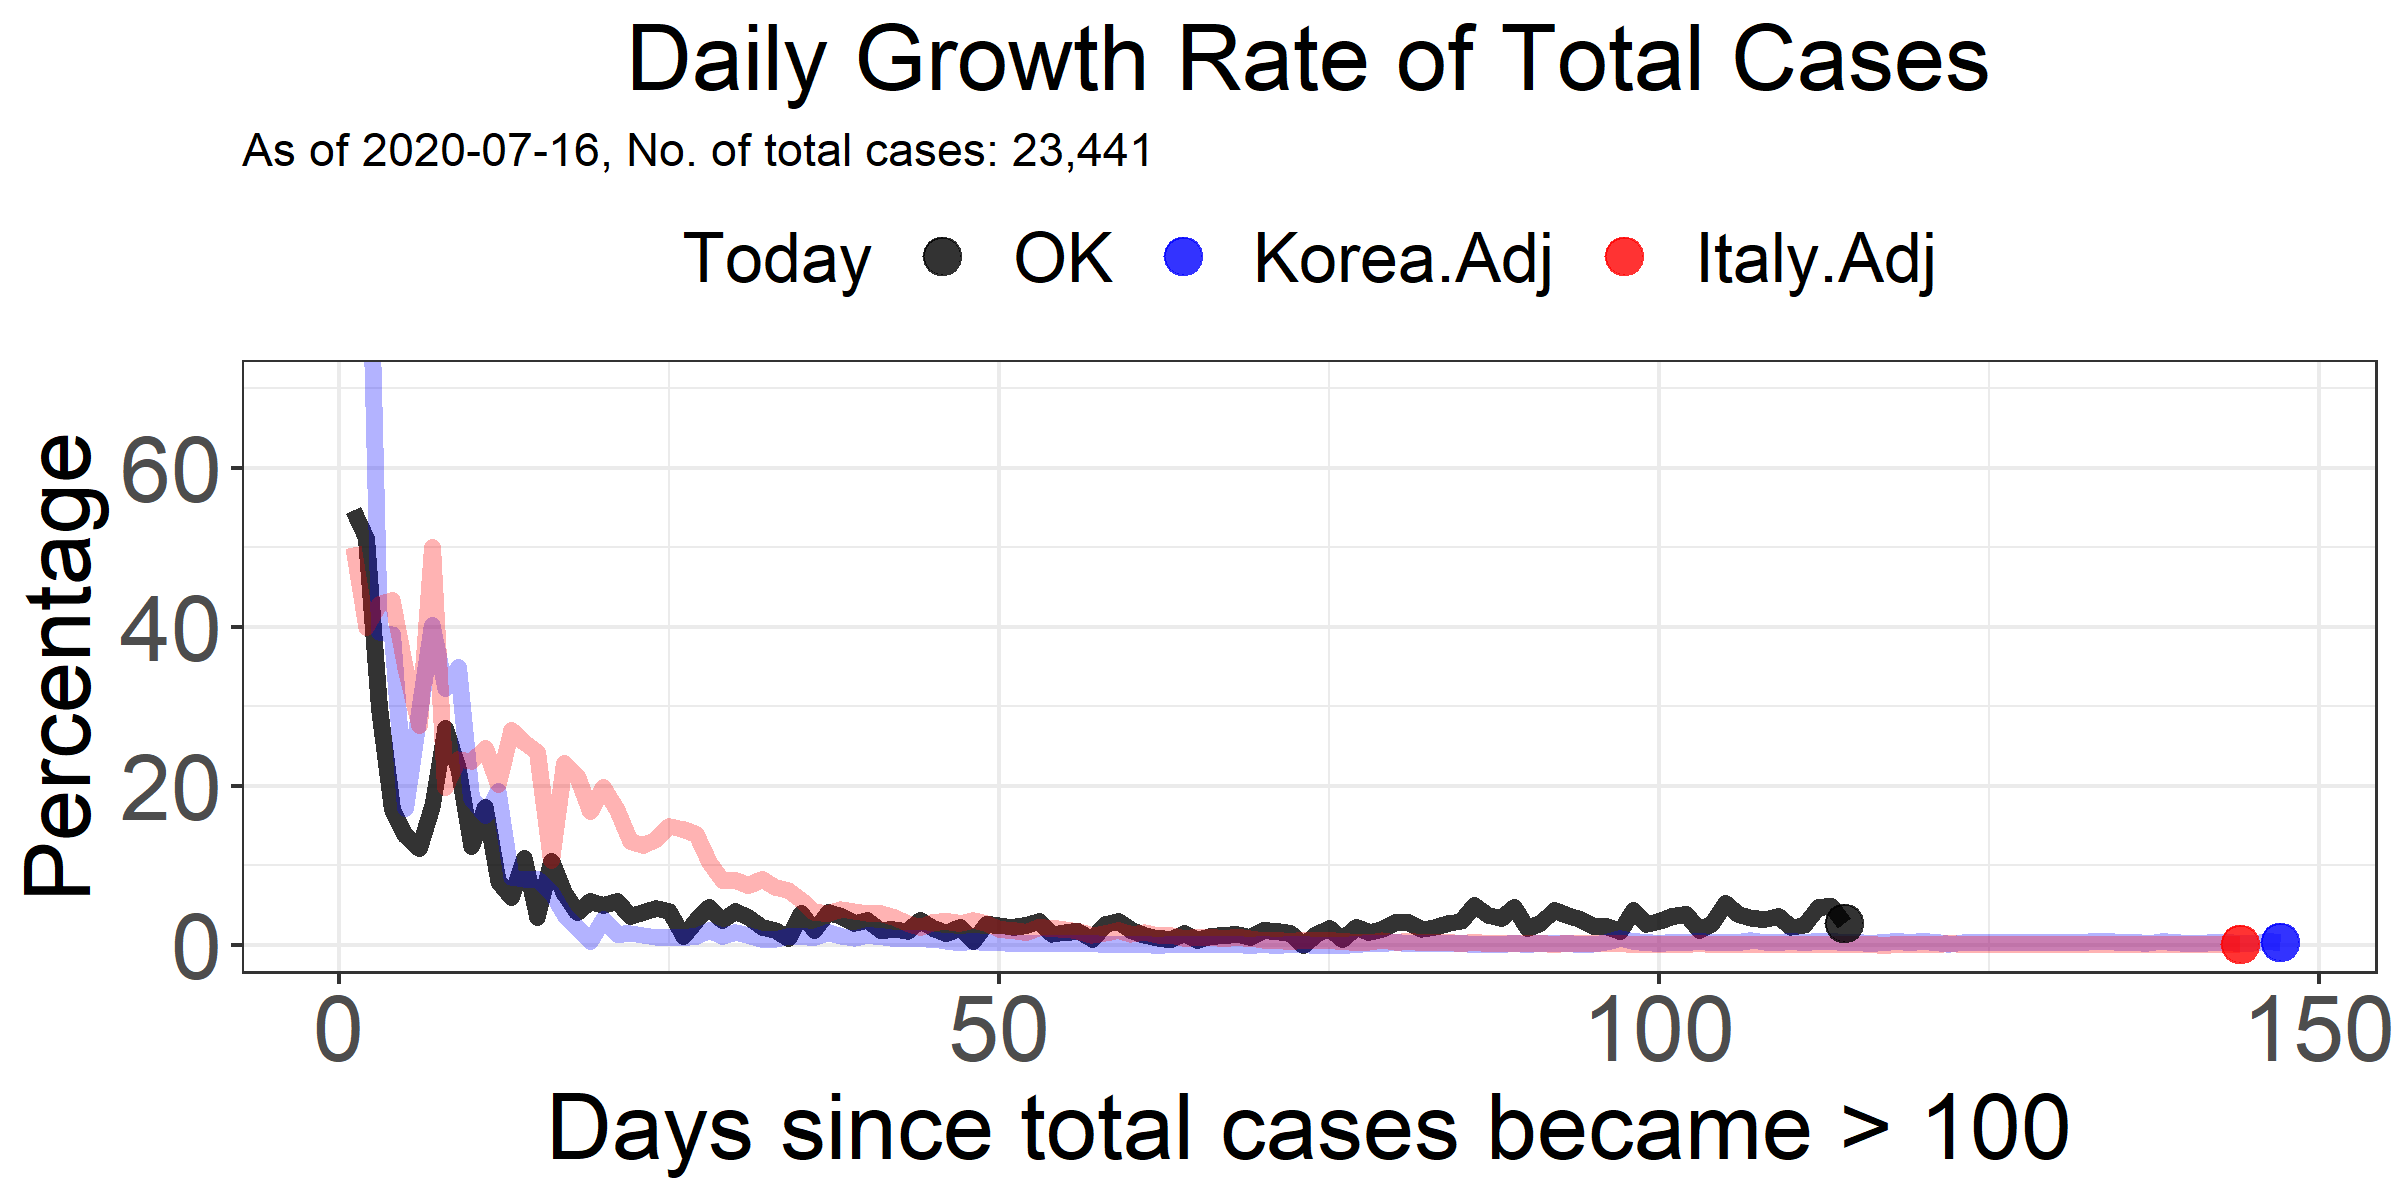 Daily Growth Rate of Total Cases
As of 2020-07-16, No. of total cases: 23,441
Today OK Korea.Adj Italy.Adj
Percentage
60
40
20
0
0 50 100 150
Days since total cases became > 100